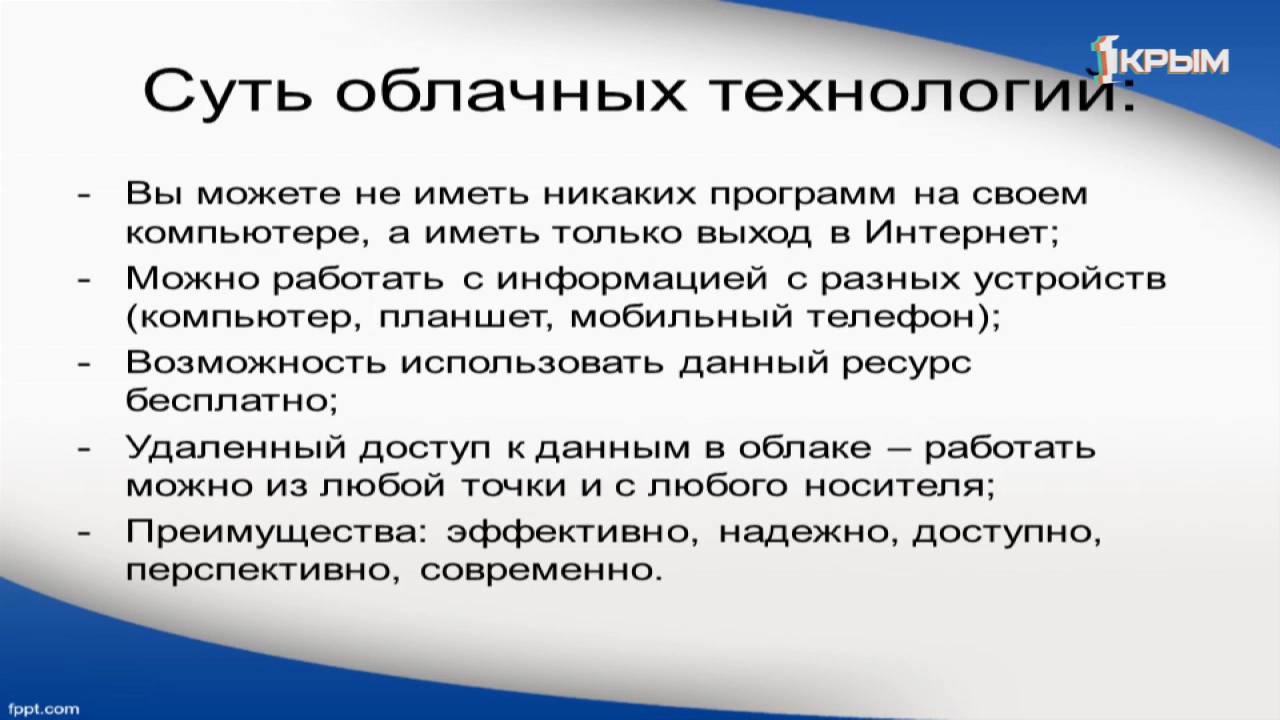 1КРЫМ
Суть облачных технологий:
- Вы можете не иметь никаких программ на своем
компьютере, а иметь только выход в Интернет;
- Можно работать с информацией с разных устройств
(компьютер, планшет, мобильный телефон);
- Возможность использовать данный ресурс
бесплатно;
- Удаленный доступ к данным в облаке – работать
можно из любой точки и с любого носителя;
- Преимущества: эффективно, надежно, доступно,
перспективно, современно.
fppt.com